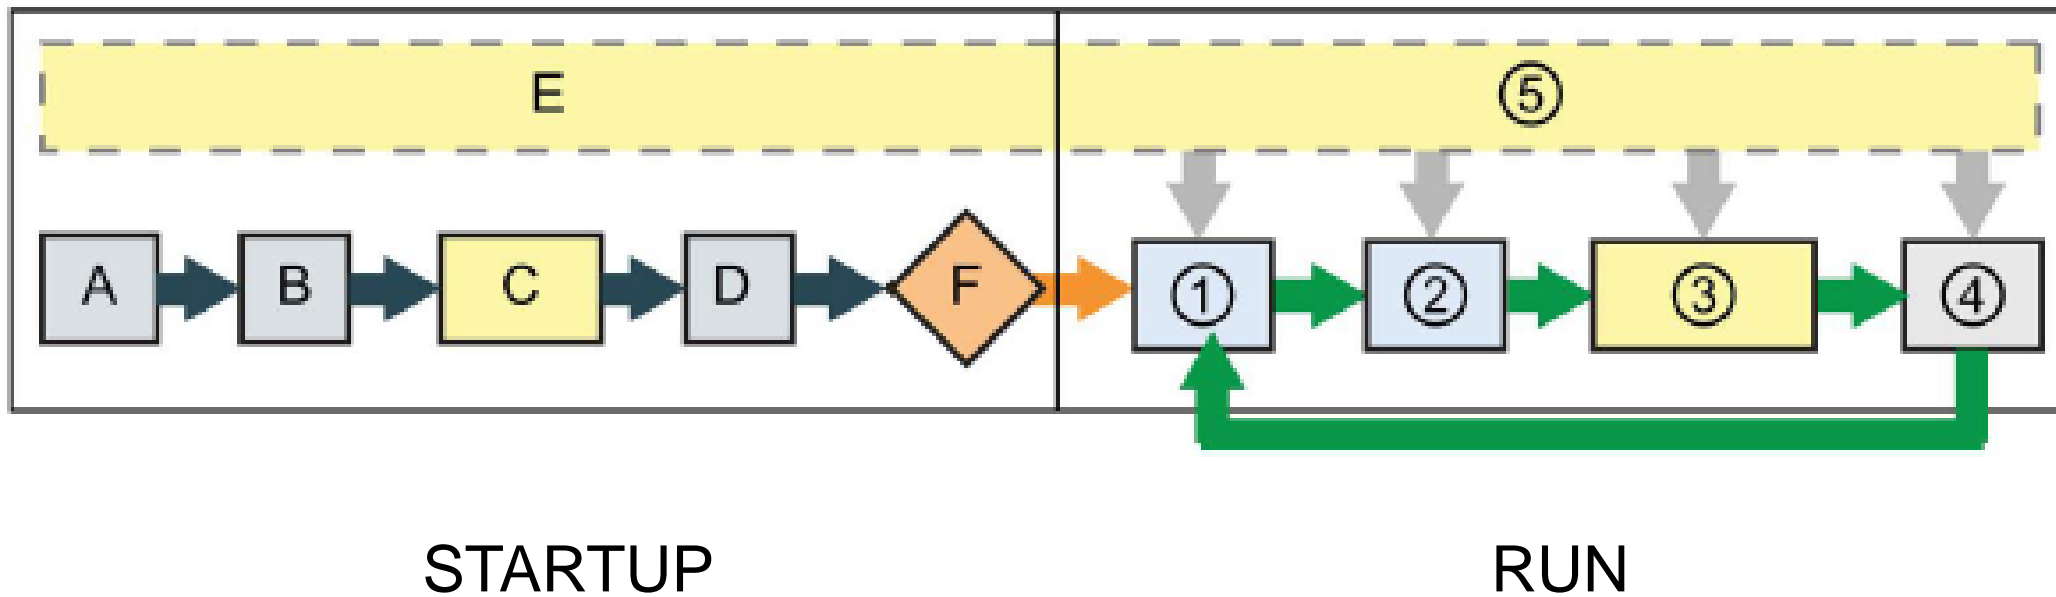 E ⑤
A B C D F ① ② ③ ④
STARTUP RUN